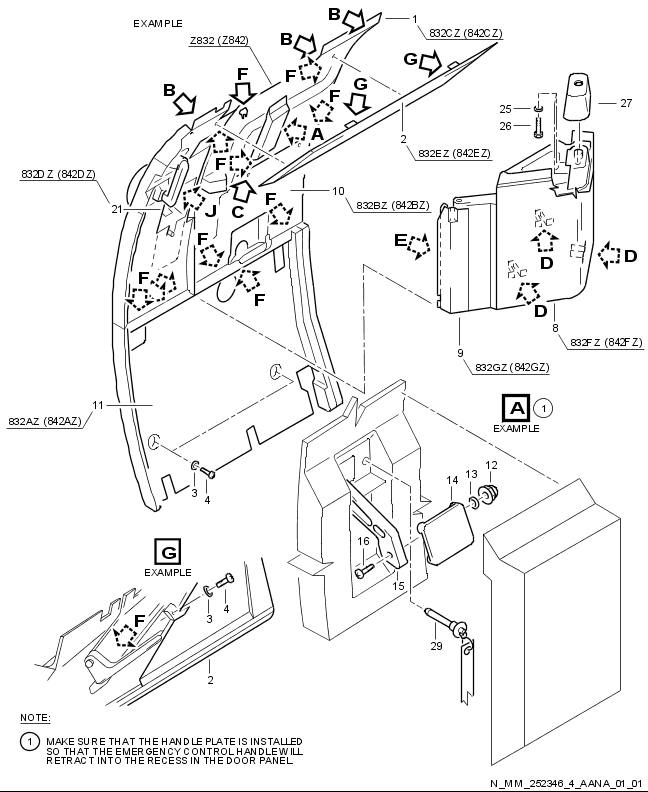 EXAMPLE
B
1
832CZ (842CZ)
Z832 (Z842)
B
G
F
F
B
F
G
25
27
A
2
26
F
832EZ (842EZ)
832DZ (842DZ)
10
21
J
C
F
832BZ (842BZ)
F
E
D
D
F
F
D
8
832FZ (842FZ)
9
832GZ (842GZ)
11
A
1
832AZ (842AZ)
EXAMPLE
12
13
14
3
4
16
G
EXAMPLE
15
3
4
F
29
2
NOTE:
1 MAKE SURE THAT THE HANDLE PLATE IS INSTALLED
SO THAT THE EMERGENCY CONTROL HANDLE WILL
RETRACT INTO THE RECESS IN THE DOOR PANEL.
N_MM_252346_4_AANA_01_01